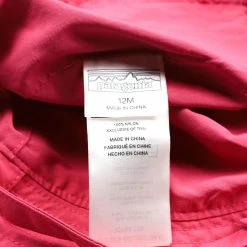 patagonia
12M
MADE IN CHINA
100% NYLON
EXCLUSIVE OF TRIM
MADE IN CHINA
FABRIQUÉ EN CHINE
HECHO EN CHINA